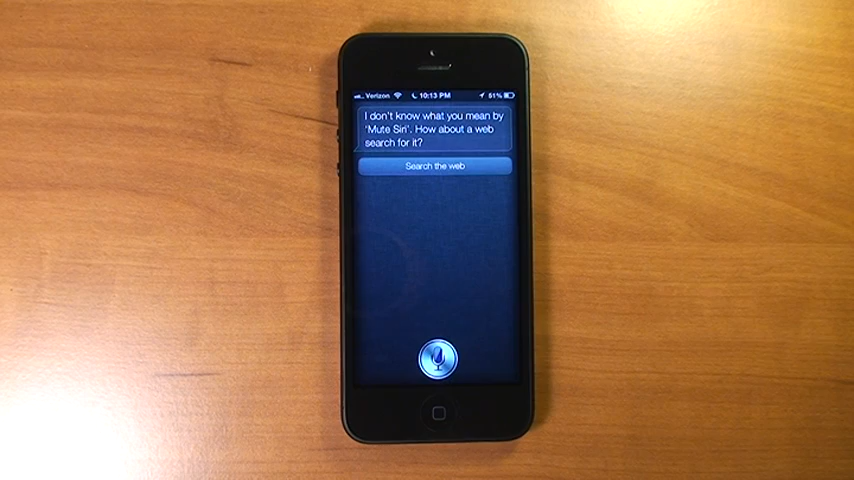 Verizon 10:13 PM 51%
I don't know what you mean by
'Mute Siri'. How about a web
search for it?
Search the web